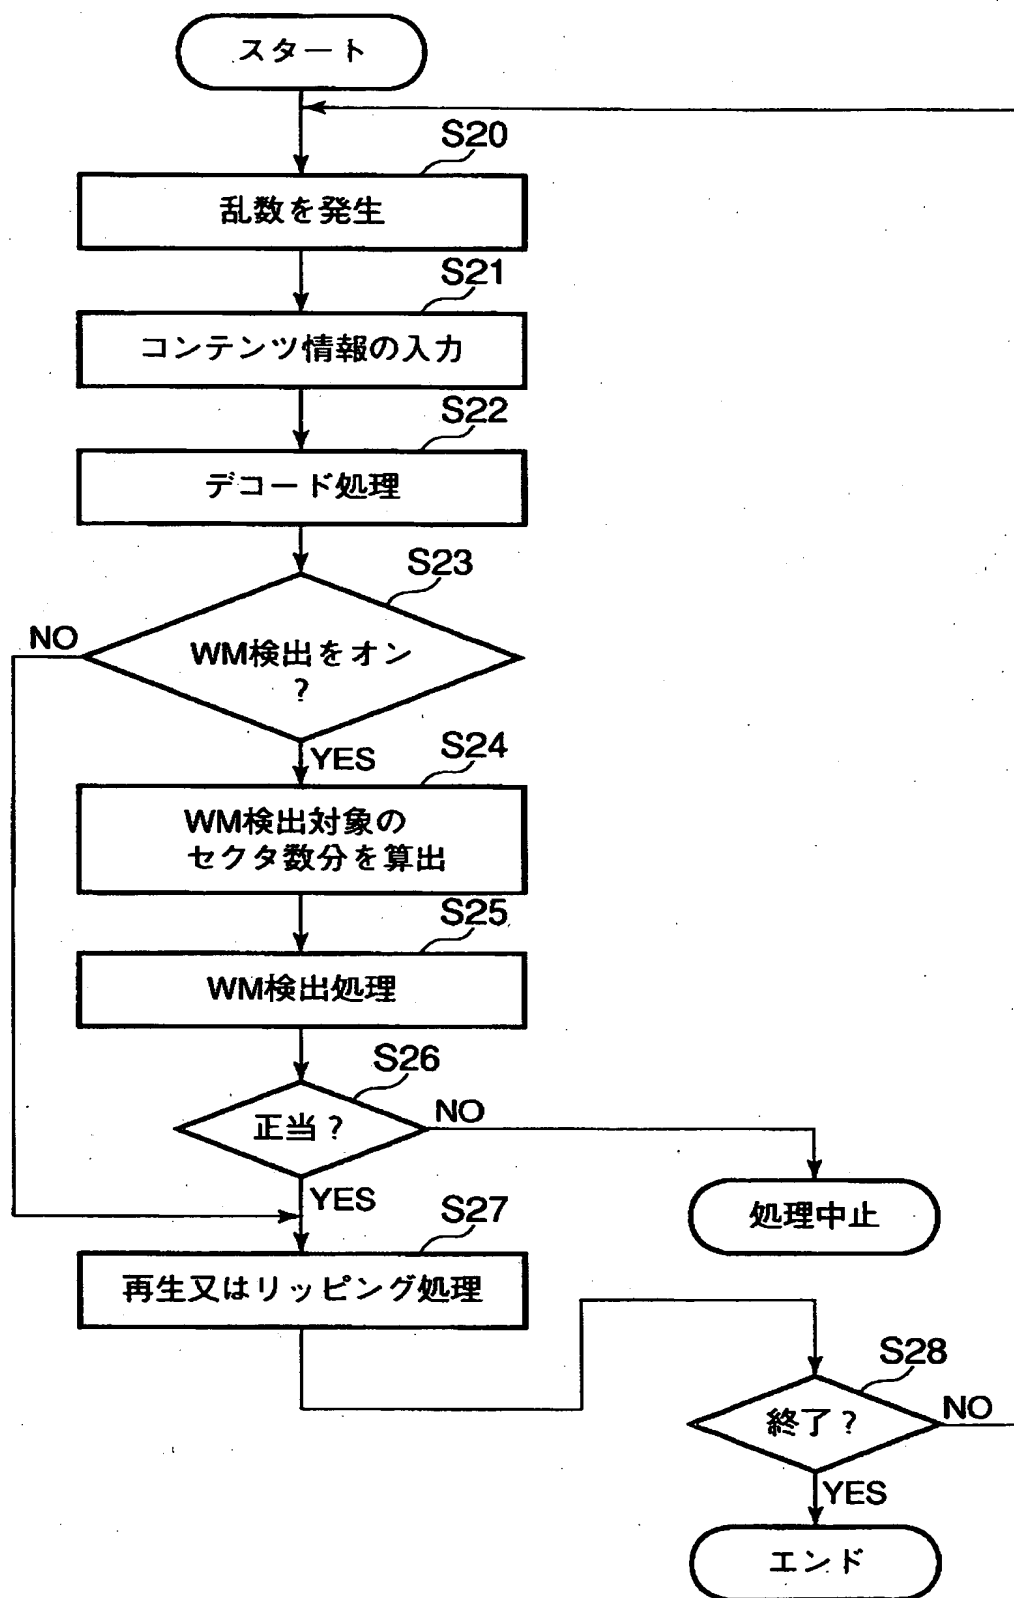 スタート
S20
乱数を発生
S21
コンテンツ情報の入力
S22
デコード処理
S23
NO
WM検出をオン
?
YES
S24
WM検出対象の
セクタ数分を算出
S25
WM検出処理
S26
正当?
NO
YES
処理中止
S27
再生又はリッピング処理
S28
終了?
NO
YES
エンド